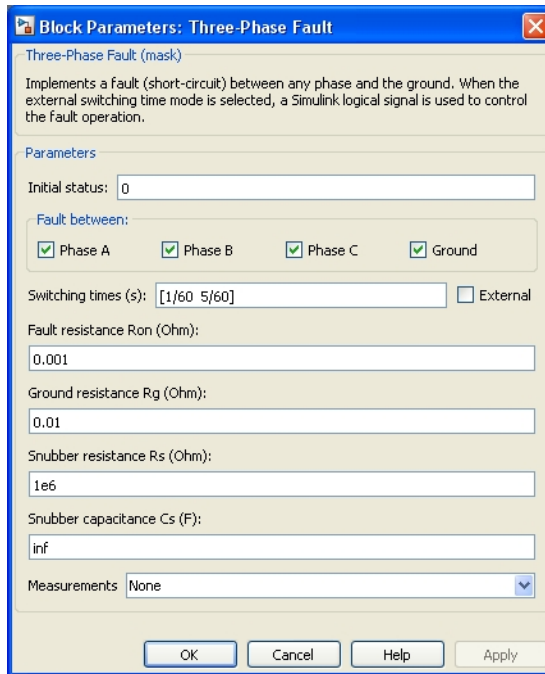 Block Parameters: Three-Phase Fault
Three-Phase Fault (mask)
Implements a fault (short-circuit) between any phase and the ground. When the
external switching time mode is selected, a Simulink logical signal is used to control
the fault operation.
Parameters
Initial status: 0
Fault between:
Phase A Phase B Phase C Ground
Switching times (s): [1/60 5/60] External
Fault resistance Ron (Ohm):
0.001
Ground resistance Rg (Ohm):
0.01
Snubber resistance Rs (Ohm):
1e6
Snubber capacitance Cs (F):
inf
Measurements None
OK Cancel Help Apply